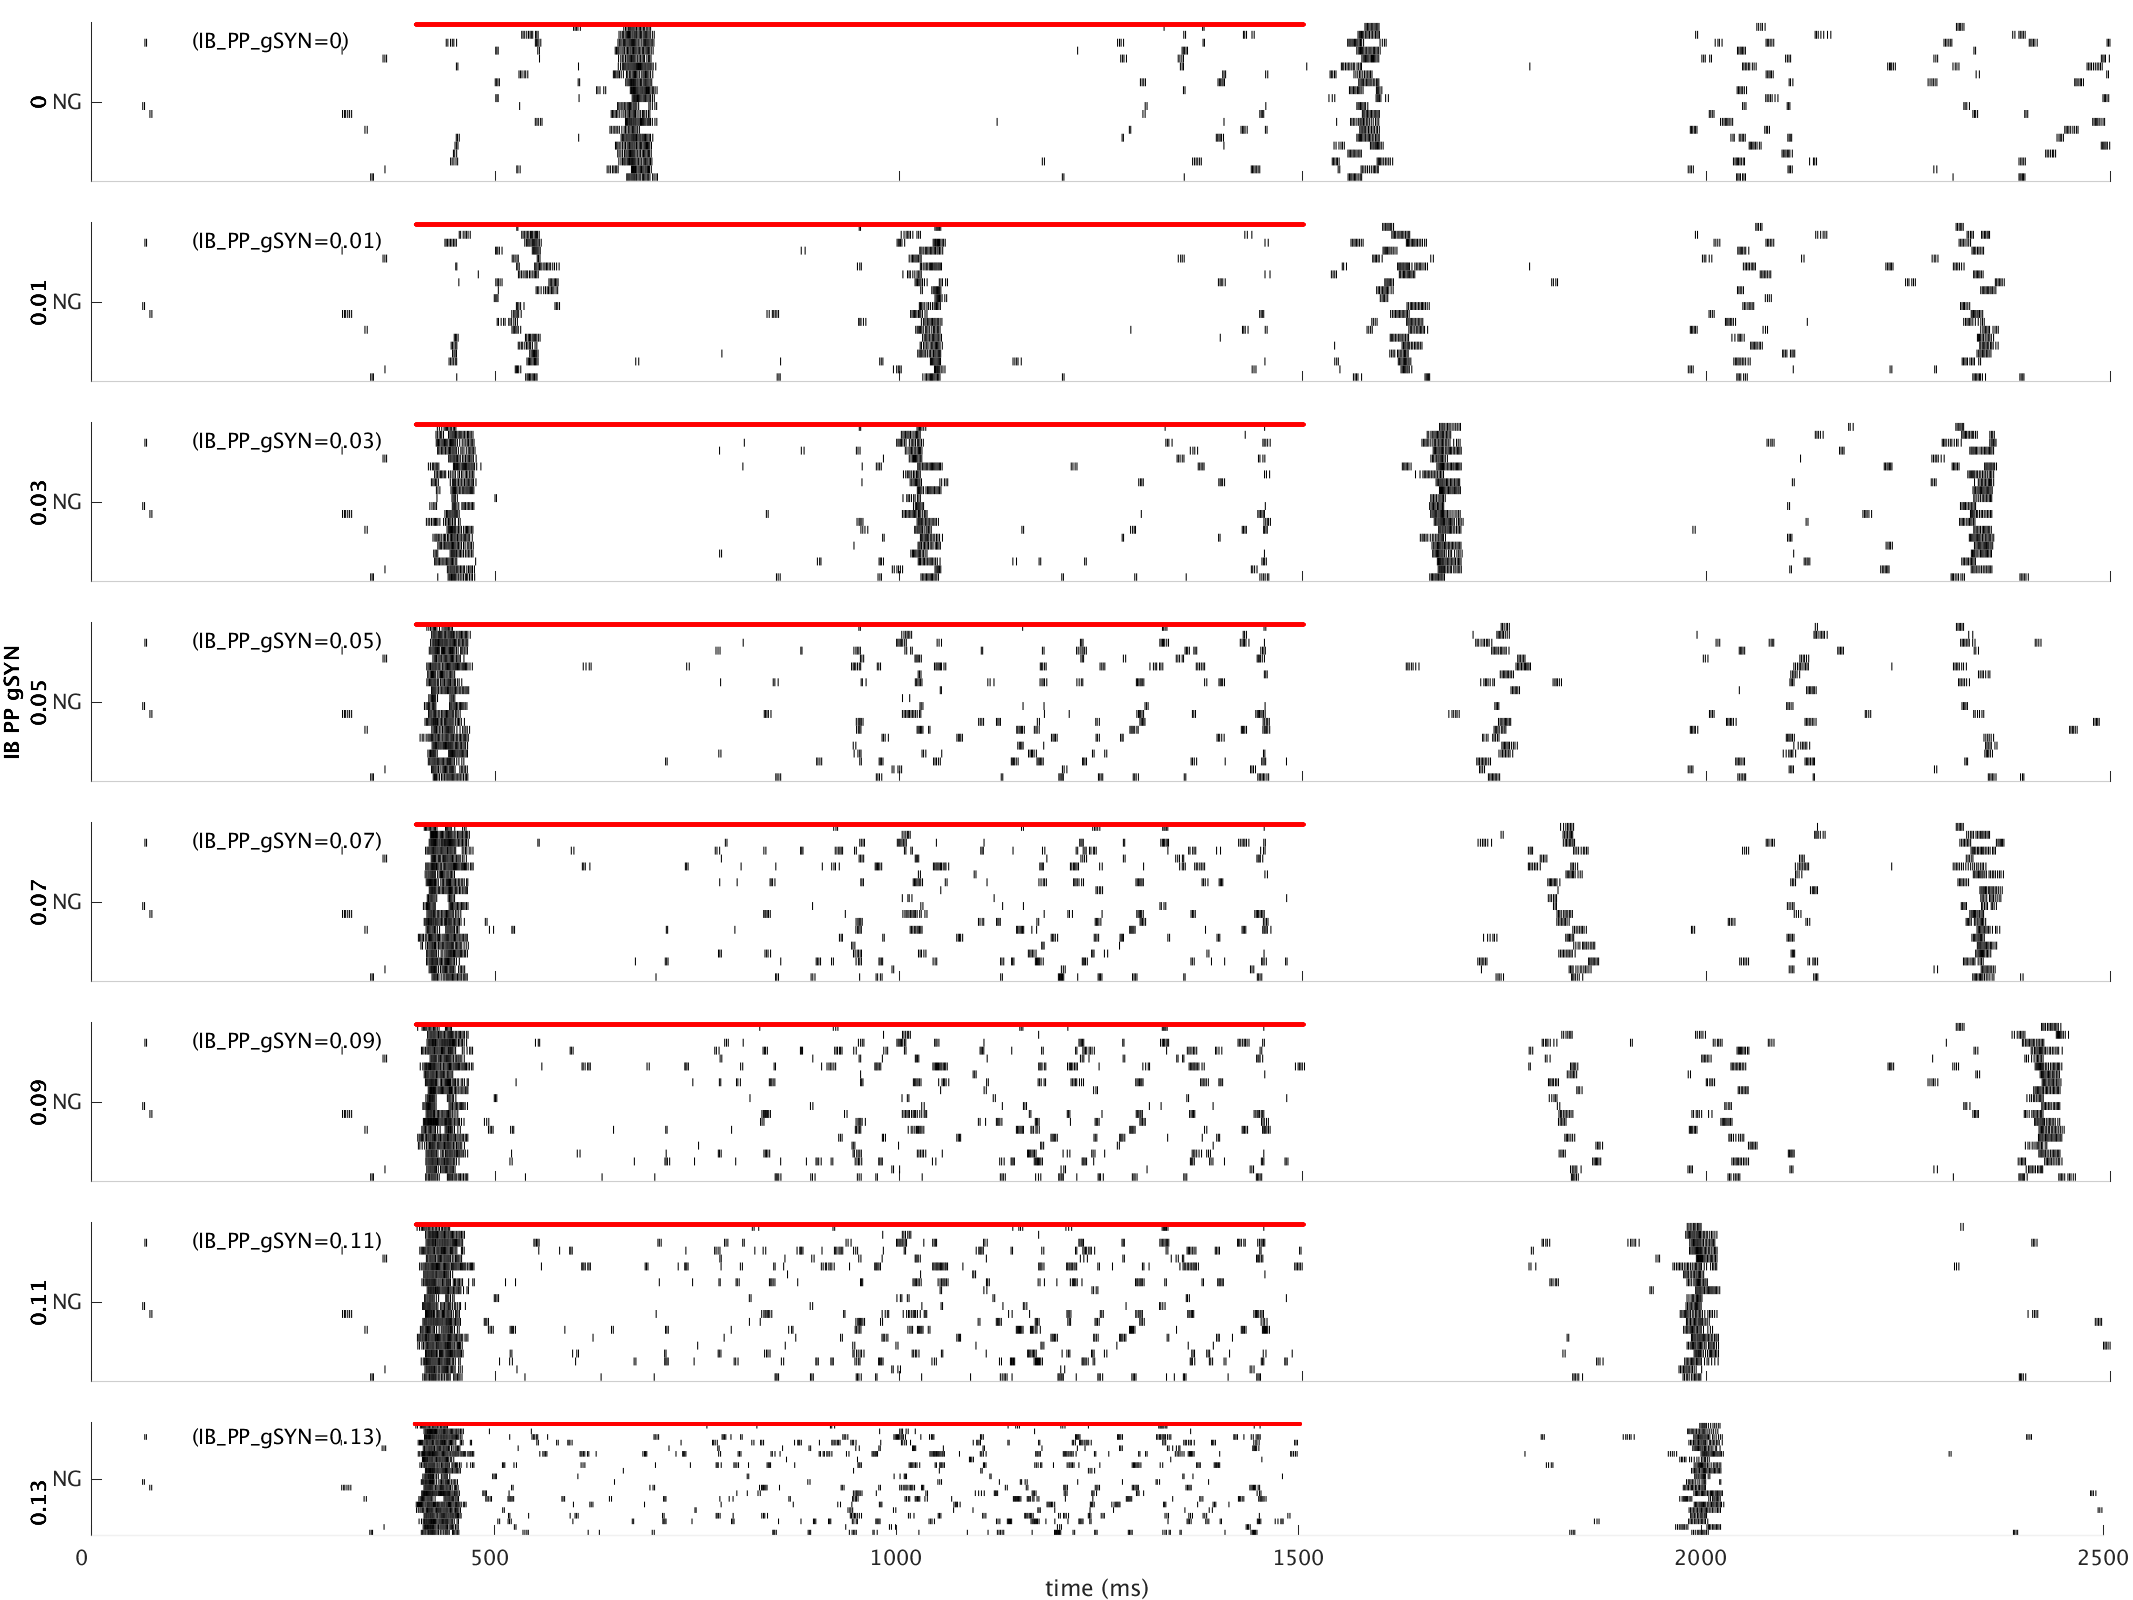 (IB_PP_gSYN=0)
0 NG
(IB_PP_gSYN=0.01)
0.01 NG
(IB_PP_gSYN=0.03)
0.03 NG
(IB_PP_gSYN=0.05)
IB PP gSYN
0.05 NG
(IB_PP_gSYN=0.07)
0.07 NG
(IB_PP_gSYN=0.09)
0.09 NG
(IB_PP_gSYN=0.11)
0.11 NG
(IB_PP_gSYN=0.13)
0.13 NG
0 500 1000 1500 2000 2500
time (ms)